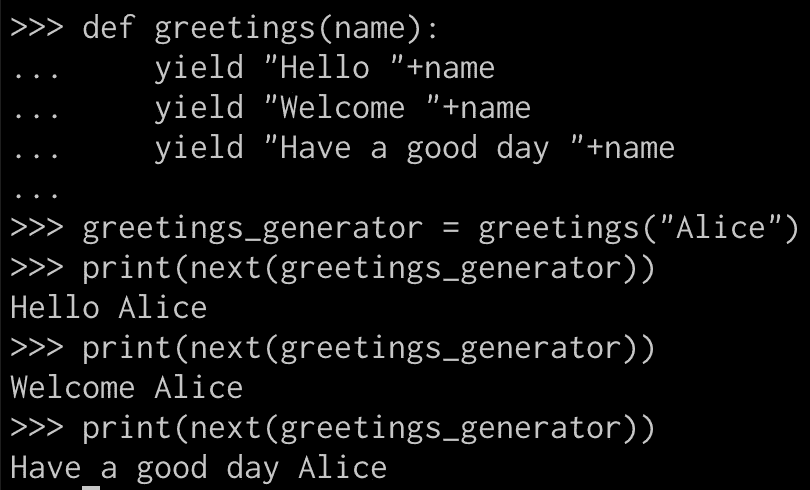 >>> def greetings(name):
...     yield "Hello "+name
...     yield "Welcome "+name
...     yield "Have a good day "+name
...
>>> greetings_generator = greetings("Alice")
>>> print(next(greetings_generator))
Hello Alice
>>> print(next(greetings_generator))
Welcome Alice
>>> print(next(greetings_generator))
Have a good day Alice